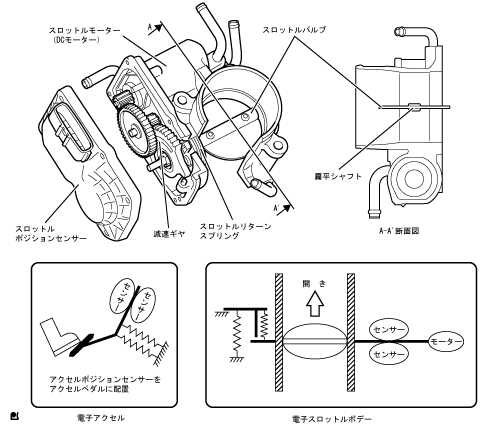 スロットルモーター
(DCモーター)
A
スロットルバルブ
扁平シャフト
A'
A-A'断面図
スロットル
ポジションセンサー
減速ギヤ
スロットルリターン
スプリング
センサー
センサー
アクセルポジションセンサーを
アクセルペダルに配置
開 き
センサー
センサー
モーター
電子アクセル
電子スロットルボデー